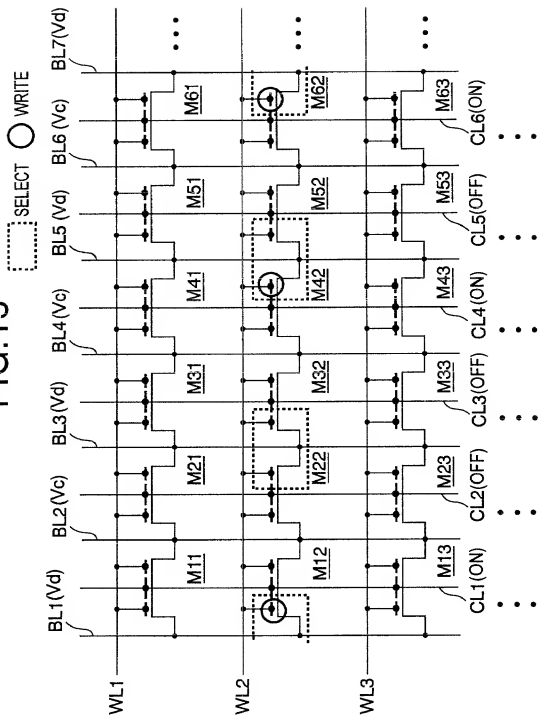 FIG.13
SELECT WRITE
BL1(Vd) BL2(Vc) BL3(Vd) BL4(Vc) BL5(Vd) BL6(Vc) BL7(Vd)
WL1
M11 M21 M31 M41 M51 M61
WL2
M12 M22 M32 M42 M52 M62
WL3
M13 M23 M33 M43 M53 M63
CL1(ON) CL2(OFF) CL3(OFF) CL4(ON) CL5(OFF) CL6(ON)